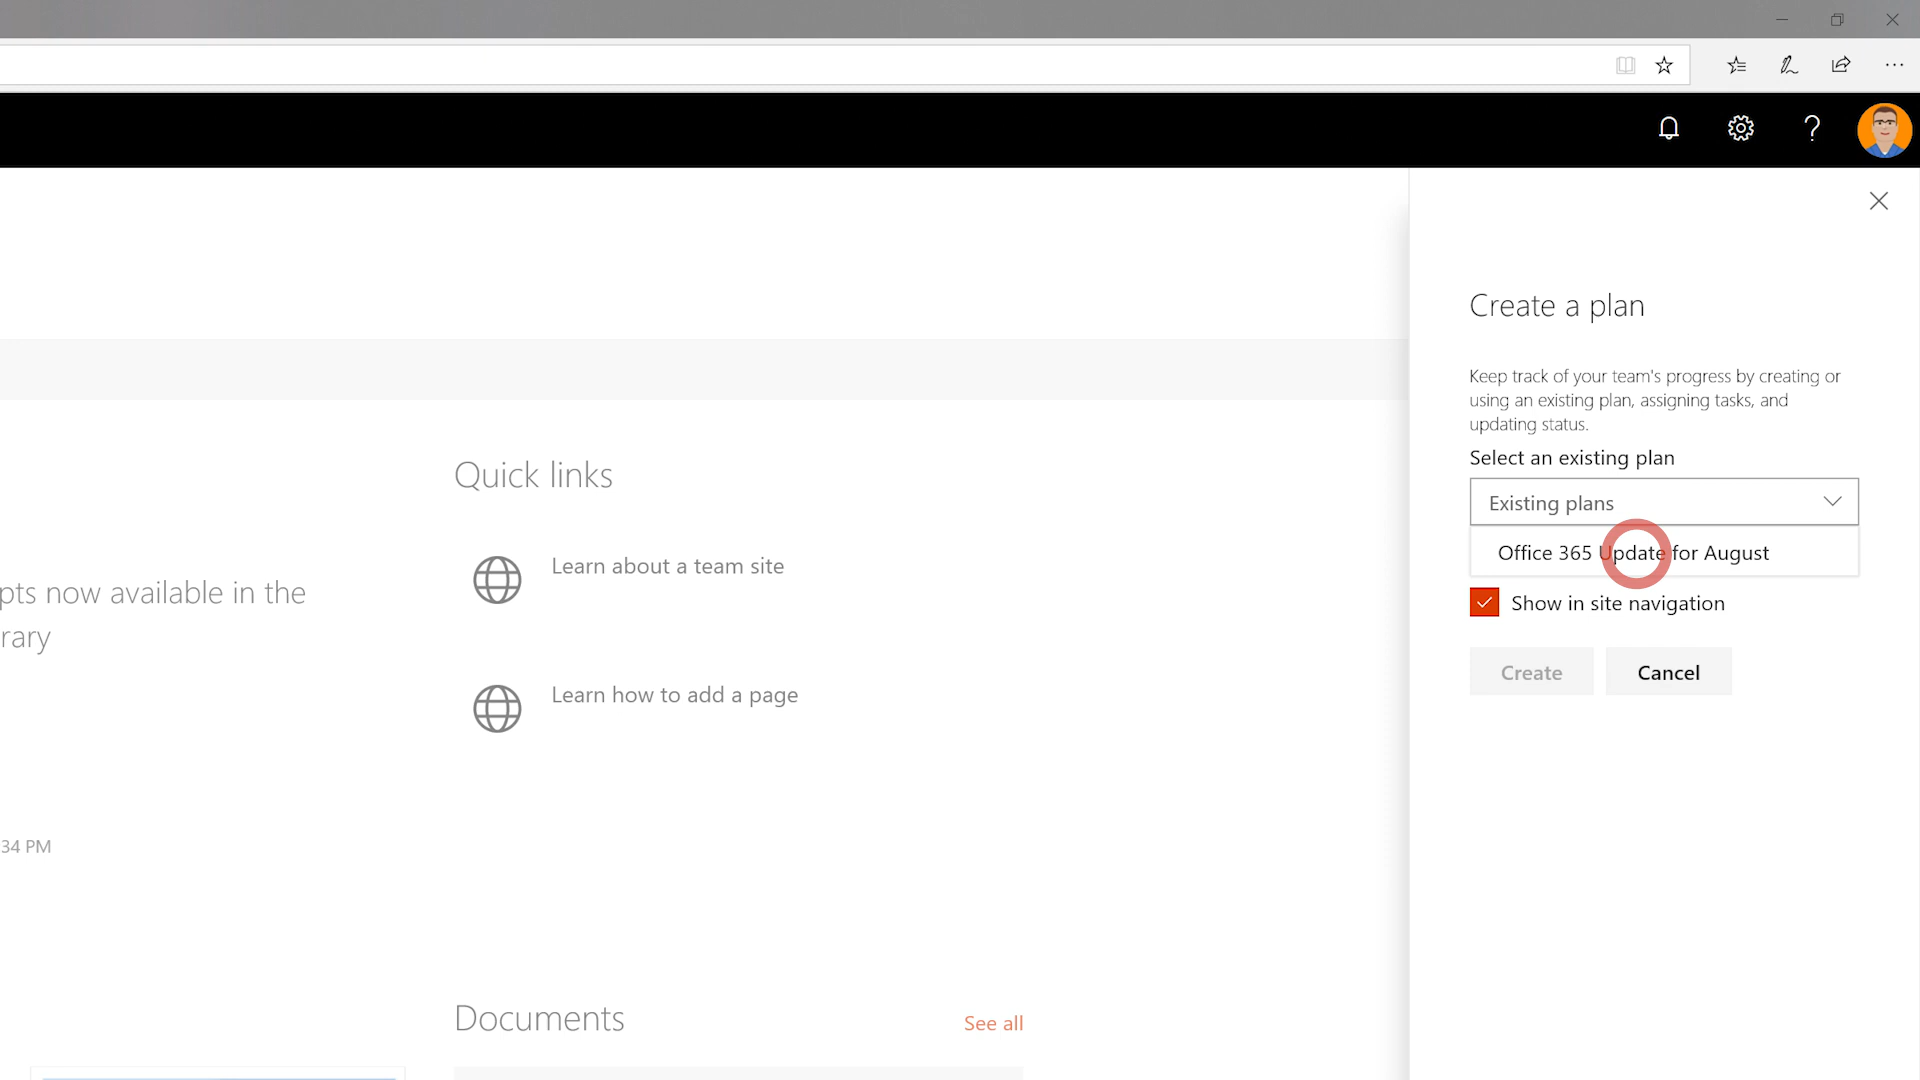 Create a plan
Keep track of your team's progress by creating or
using an existing plan, assigning tasks, and
updating status.
Select an existing plan
Existing plans
Office 365 Update for August
Show in site navigation
Create Cancel
Quick links
Learn about a team site
Learn how to add a page
pts now available in the
rary
34 PM
Documents See all